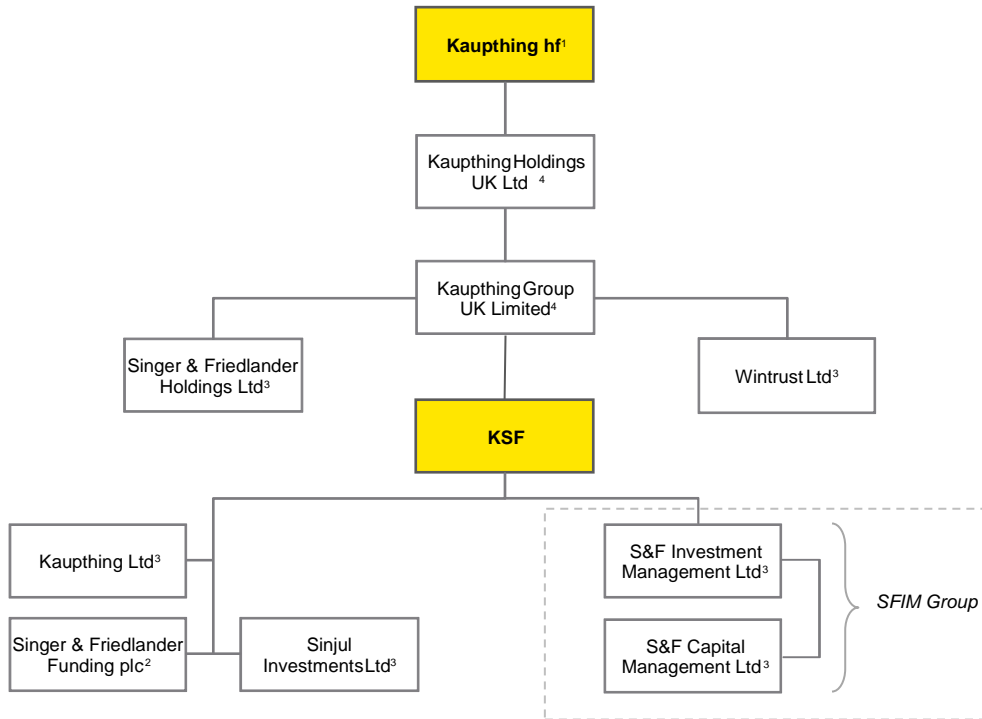 Kaupthing hf¹
Kaupthing Holdings
UK Ltd ⁴
Kaupthing Group
UK Limited⁴
Singer & Friedlander
Holdings Ltd³
Wintrust Ltd³
KSF
Kaupthing Ltd³
S&F Investment
Management Ltd³
SFIM Group
Singer & Friedlander
Funding plc²
Sinjul
Investments Ltd³
S&F Capital
Management Ltd³